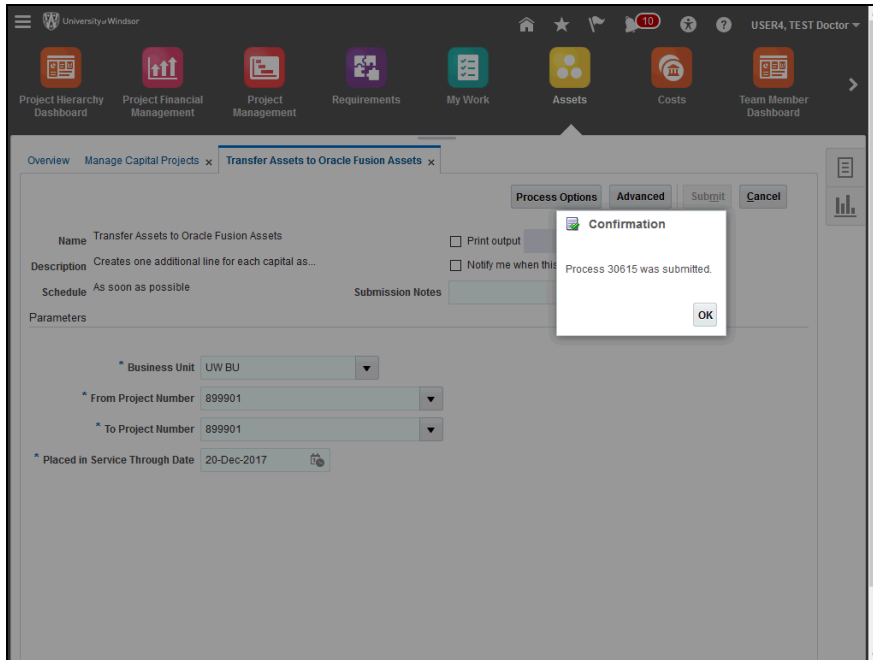 University of Windsor
10
USER4, TEST Doctor
Project Hierarchy Dashboard
Project Financial Management
Project Management
Requirements
My Work
Assets
Costs
Team Member Dashboard
Overview
Manage Capital Projects x
Transfer Assets to Oracle Fusion Assets x
Process Options
Advanced
Submit
Cancel
Name Transfer Assets to Oracle Fusion Assets
Print output
Description Creates one additional line for each capital as...
Notify me when this
Schedule As soon as possible
Submission Notes
Confirmation
Process 30615 was submitted.
OK
Parameters
* Business Unit UW BU
* From Project Number 899901
* To Project Number 899901
* Placed in Service Through Date 20-Dec-2017